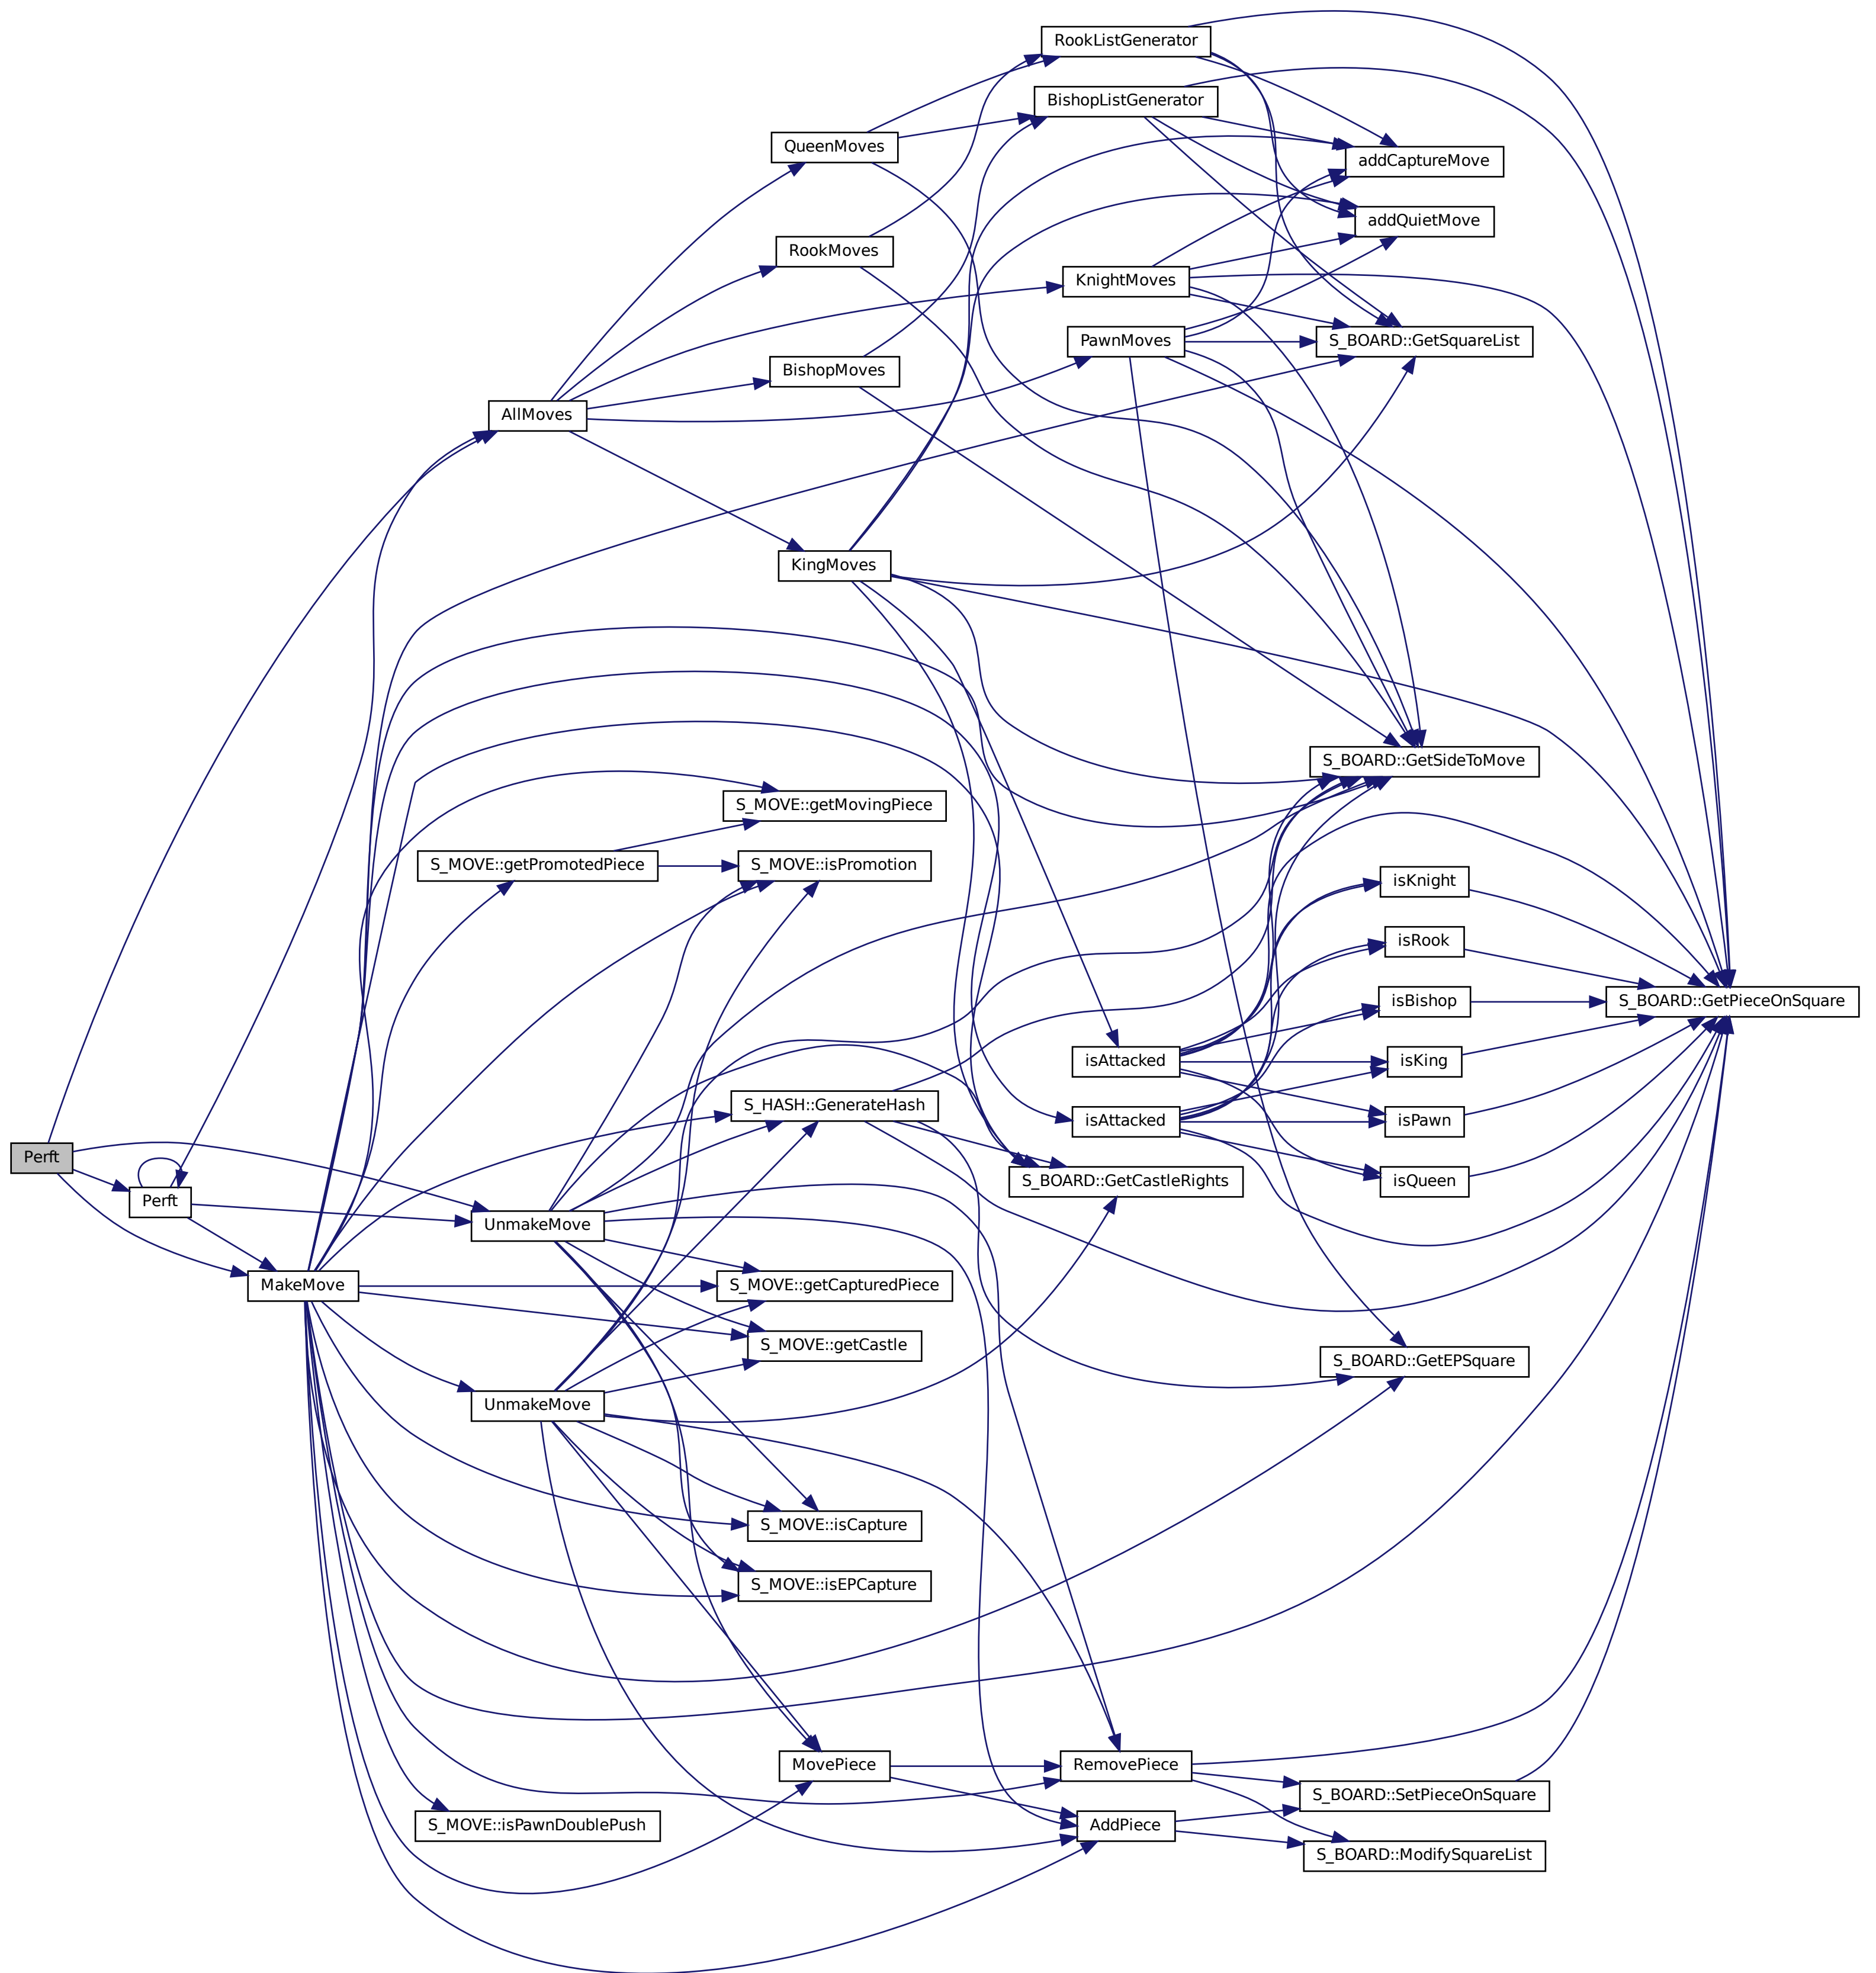 RookListGenerator
BishopListGenerator
QueenMoves
addCaptureMove
addQuietMove
RookMoves
KnightMoves
PawnMoves
S_BOARD::GetSquareList
BishopMoves
AllMoves
KingMoves
S_BOARD::GetSideToMove
S_MOVE::getMovingPiece
S_MOVE::getPromotedPiece
S_MOVE::isPromotion
isKnight
isRook
isBishop
S_BOARD::GetPieceOnSquare
isAttacked
isKing
S_HASH::GenerateHash
isAttacked
isPawn
Perft
S_BOARD::GetCastleRights
isQueen
Perft
UnmakeMove
MakeMove
S_MOVE::getCapturedPiece
S_MOVE::getCastle
S_BOARD::GetEPSquare
UnmakeMove
S_MOVE::isCapture
S_MOVE::isEPCapture
MovePiece
RemovePiece
S_BOARD::SetPieceOnSquare
S_MOVE::isPawnDoublePush
AddPiece
S_BOARD::ModifySquareList